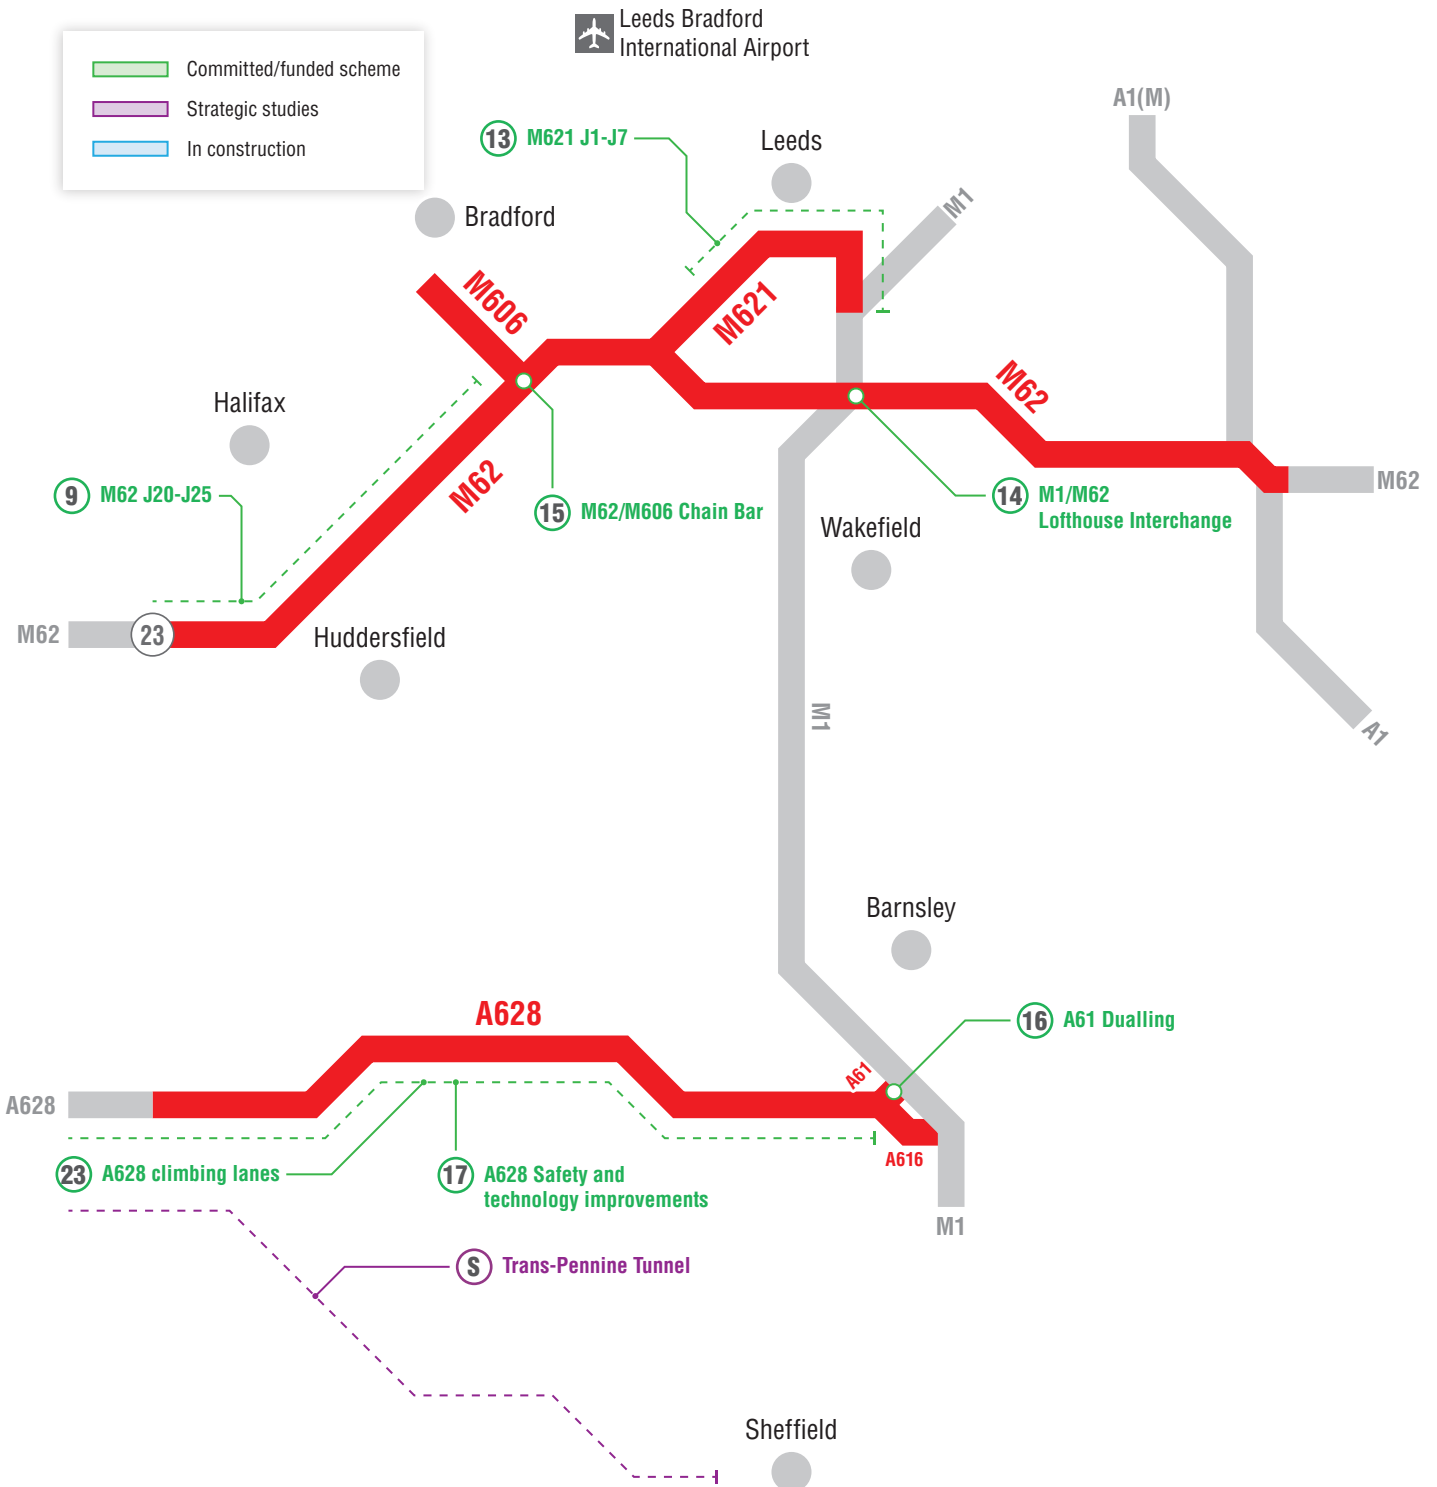 Leeds Bradford
International Airport
Committed/funded scheme
Strategic studies
In construction
A1(M)
13 M621 J1-J7
Leeds
Bradford
M1
M606
M621
Halifax
M62
M62
9 M62 J20-J25
15 M62/M606 Chain Bar
14 M1/M62
Lofthouse Interchange
M62
Wakefield
M62
23
Huddersfield
M1
A1
Barnsley
A628
16 A61 Dualling
A61
A628
A616
23 A628 climbing lanes
17 A628 Safety and
technology improvements
M1
S Trans-Pennine Tunnel
Sheffield